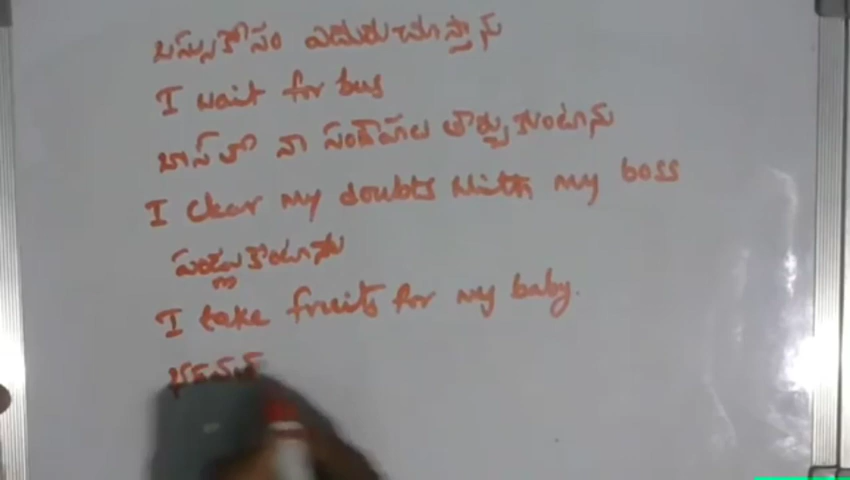 బస్సుకోసం ఎదురుచూస్తాను
I wait for bus
బాస్‌తో నా సందేహాలు తీర్చుకుంటాను
I clear my doubts with my boss
పండ్లుకొంటాను
I take fruits for my baby.